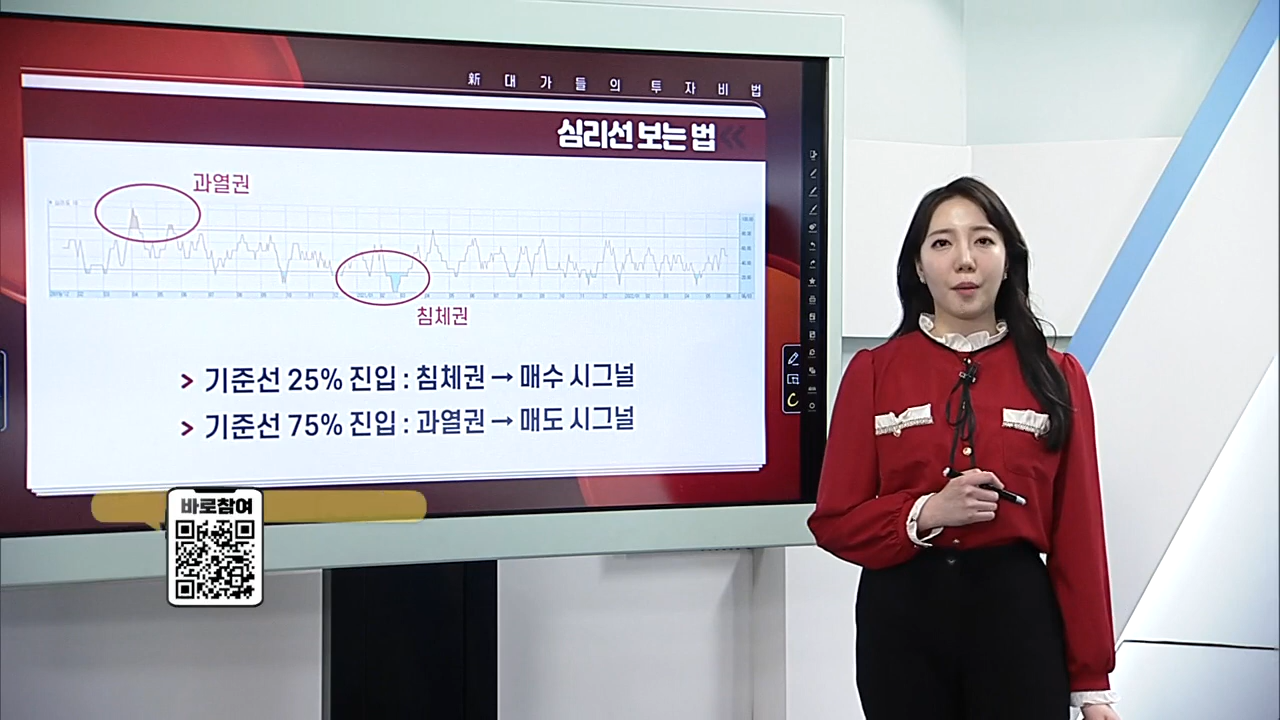 新 대 가 들 의 투 자 비 법
심리선 보는 법
과열권
침체권
> 기준선 25% 진입 : 침체권 → 매수 시그널
> 기준선 75% 진입 : 과열권 → 매도 시그널
바로참여